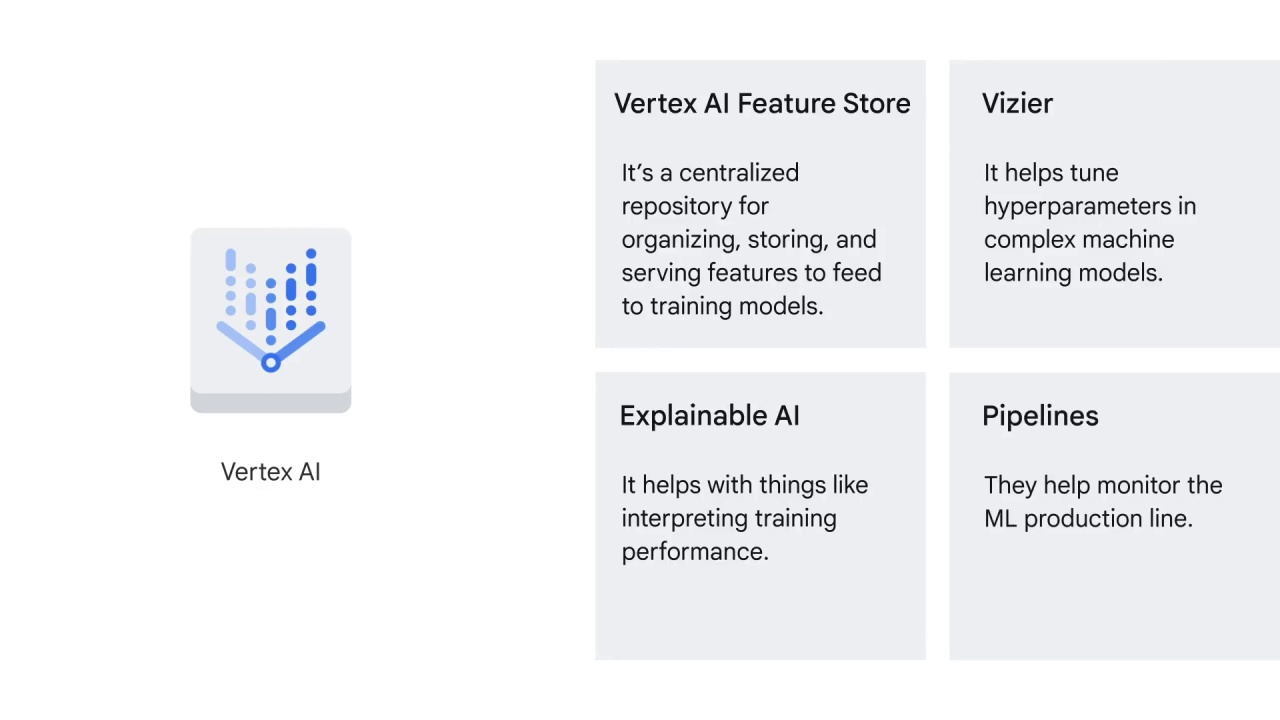 Vertex AI
Vertex AI Feature Store
It’s a centralized
repository for
organizing, storing, and
serving features to feed
to training models.
Vizier
It helps tune
hyperparameters in
complex machine
learning models.
Explainable AI
It helps with things like
interpreting training
performance.
Pipelines
They help monitor the
ML production line.